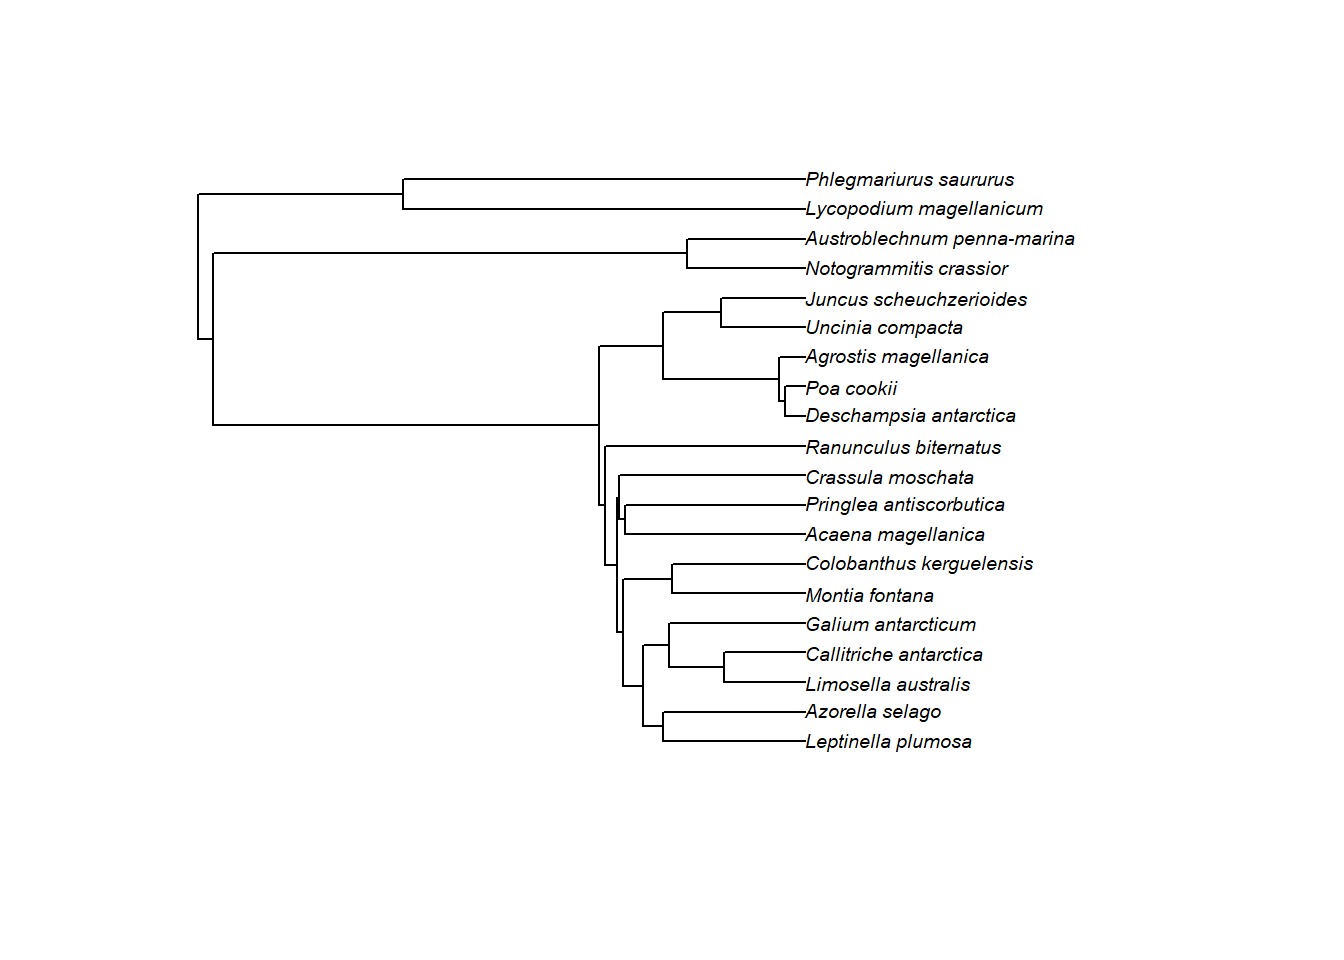 Phlegmariurus saururus
Lycopodium magellanicum
Austroblechnum penna-marina
Notogrammitis crassior
Juncus scheuchzerioides
Uncinia compacta
Agrostis magellanica
Poa cookii
Deschampsia antarctica
Ranunculus biternatus
Crassula moschata
Pringlea antiscorbutica
Acaena magellanica
Colobanthus kerguelensis
Montia fontana
Galium antarcticum
Callitriche antarctica
Limosella australis
Azorella selago
Leptinella plumosa